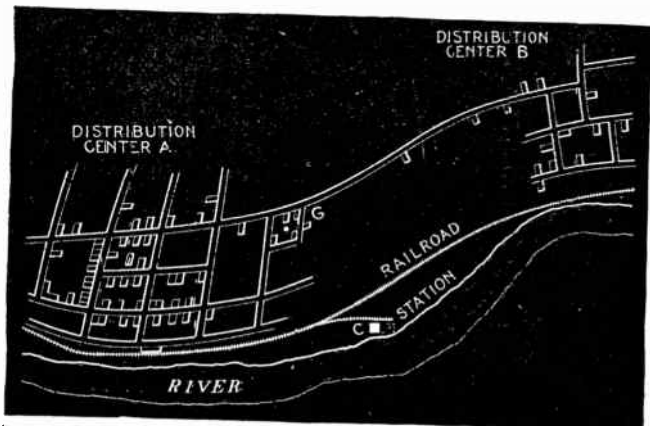 DISTRIBUTION
CENTER B
DISTRIBUTION
CENTER A.
G
RAILROAD
STATION
C
RIVER